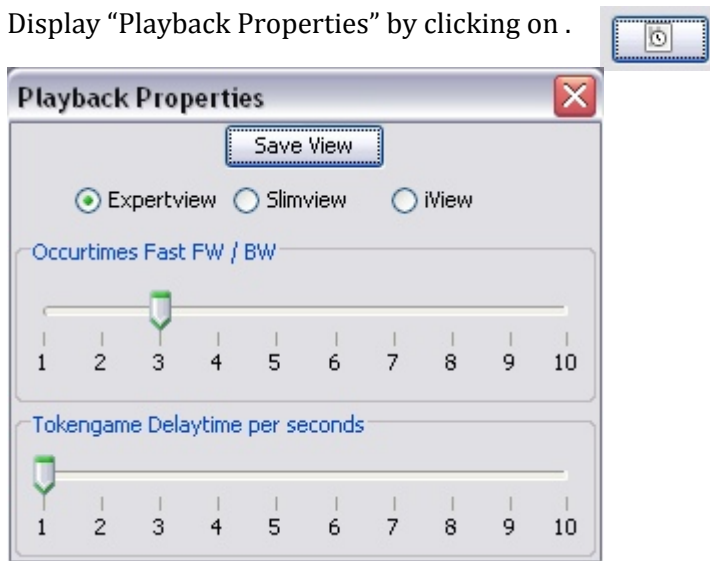 Display “Playback Properties” by clicking on .
Playback Properties
Save View
Expertview Slimview iView
Occurtimes Fast FW / BW
1 2 3 4 5 6 7 8 9 10
Tokengame Delaytime per seconds
1 2 3 4 5 6 7 8 9 10